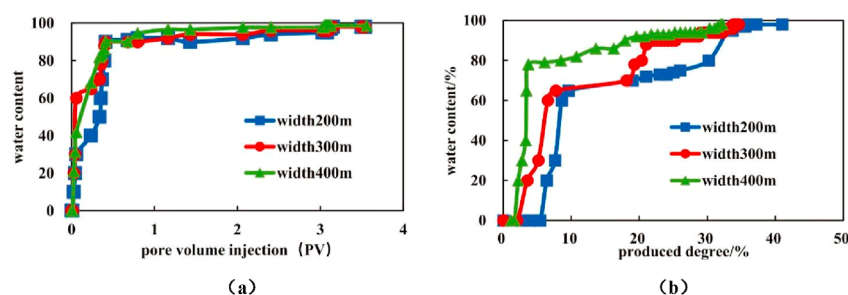 water content
100
80
60
40
20
0
0
1
2
3
4
width200m
width300m
width400m
pore volume injection（PV）
（a）
water content/%
100
80
60
40
20
0
0
10
20
30
40
50
width200m
width300m
width400m
produced degree/%
（b）